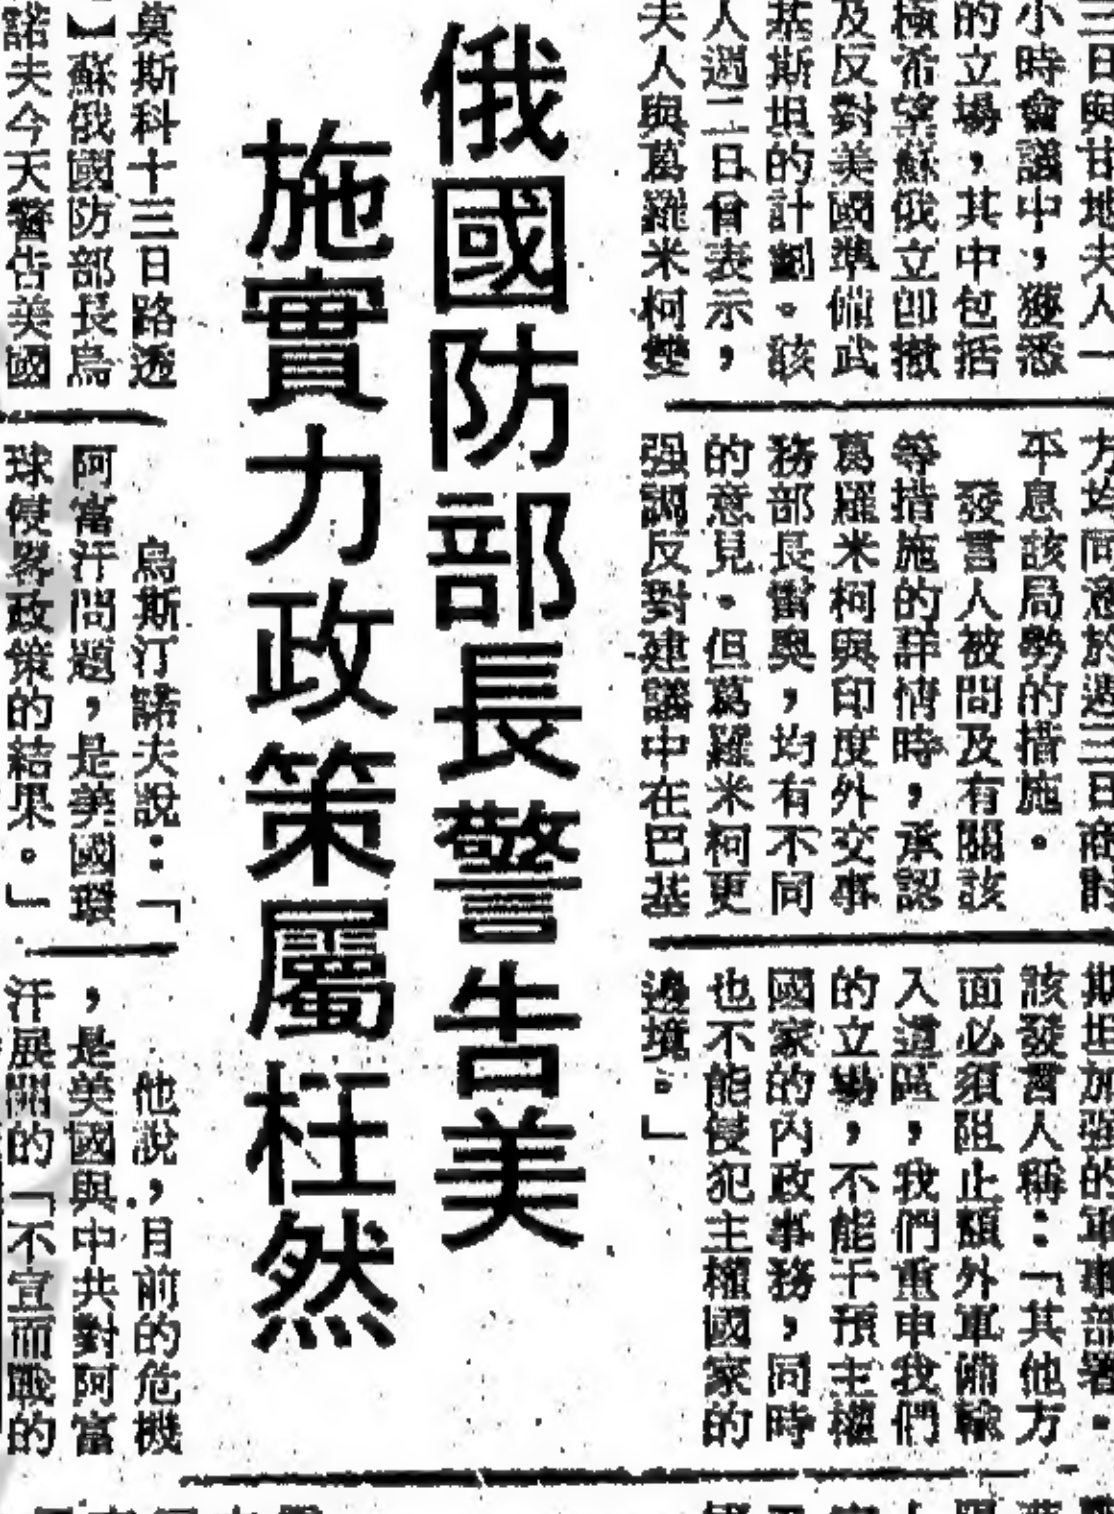 三日與甘地夫人一
小時會議中，獲悉
的立場，其中包括
極希望蘇俄立即撤
及反對美國準備武
基斯坦的計劃。該
人週二日曾表示，
夫人與葛羅米柯雙
方均同意於週三日商討
平息該局勢的措施。
發言人被問及有關該
等措施的詳情時，承認
葛羅米柯與印度外交事
務部長雷奧，均有不同
的意見。但葛羅米柯更
强調反對建議中在巴基
斯坦加强的軍事部署。
該發言人稱：「其他方
面必須阻止額外軍備輸
入這區，我們重申我們
的立場，不能干預主權
國家的內政事務，同時
也不能侵犯主權國家的
邊境。」
俄國防部長警告美
施實力政策屬枉然
莫斯科十三日路透
】蘇俄國防部長烏
諾夫今天警告美國
烏斯汀諾夫說：「
阿富汗問題，是美國環
球侵畧政策的結果。」
他說，目前的危機
，是美國與中共對阿富
汗展開的「不宣而戰的